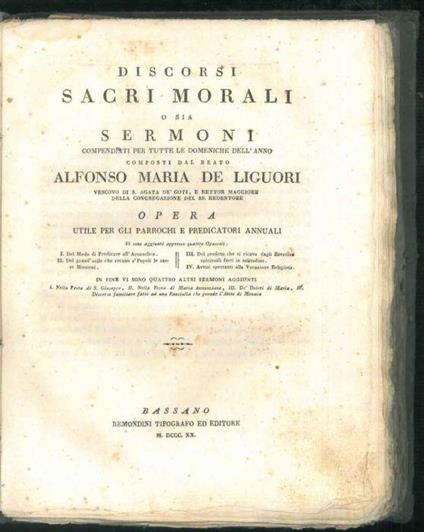 DISCORSI
SACRI MORALI
O SIA
SERMONI
COMPENDIATI PER TUTTE LE DOMENICHE DELL'ANNO
COMPOSTI DAL BEATO
ALFONSO MARIA DE LIGUORI
VESCOVO DI S. AGATA DE' GOTI, E RETTOR MAGGIORE
DELLA CONGREGAZIONE DEL SS. REDENTORE
OPERA
UTILE PER GLI PARROCHI E PREDICATORI ANNUALI
Vi sono aggiunti appresso quattro Opuscoli:
I. Del Modo di Predicare all'Apostolica.
II. Del grand'utile che recano a' Popoli le sante Missioni.
III. Del profitto che si ricava dagli Esercizi spirituali fatti in solitudine.
IV. Avvisi spettanti alla Vocazione Religiosa.
IN FINE VI SONO QUATTRO ALTRI SERMONI AGGIUNTI
I. Nella Festa di S. Giuseppe, II. Nella Festa di Maria Annunziata, III. De' Dolori di Maria, IV.
Discorso familiare fatto ad una Fanciulla che prende l'Abito di Monaca
BASSANO
REMONDINI TIPOGRAFO ED EDITORE
M. DCCC. XX.